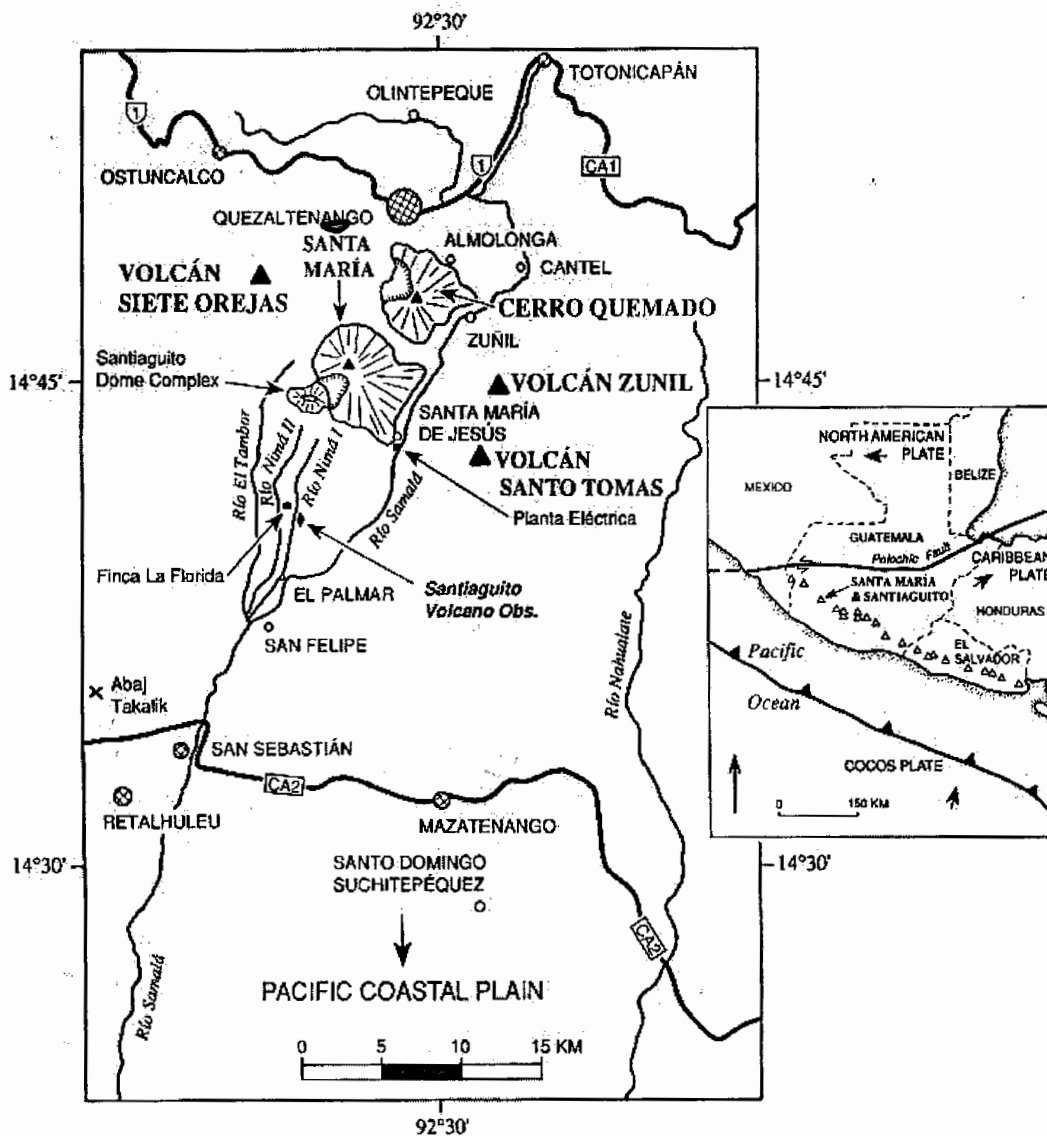 92°30'
TOTONICAPÁN
OLINTEPEQUE
1
OSTUNCALCO
1
CA1
QUEZALTENANGO
SANTA
MARÍA
ALMOLONGA
CANTEL
VOLCÁN
SIETE OREJAS
CERRO QUEMADO
ZUÑIL
Santiaguito
Dome Complex
14°45'
VOLCÁN ZUNIL
14°45'
SANTA MARÍA
DE JESÚS
VOLCÁN
SANTO TOMAS
Planta Eléctrica
Río El Tambor
Río Nimá II
Río Nimá I
Río Samalá
Finca La Florida
EL PALMAR
Santiaguito
Volcano Obs.
SAN FELIPE
Río Nahualate
Abaj
Takalik
SAN SEBASTIÁN
CA2
RETALHULEU
MAZATENANGO
14°30'
14°30'
SANTO DOMINGO
SUCHITEPÉQUEZ
CA2
PACIFIC COASTAL PLAIN
Río Samalá
0 5 10 15 KM
92°30'
NORTH AMERICAN
PLATE
MEXICO
BELIZE
GUATEMALA
Polochic Fault
CARIBBEAN
PLATE
SANTA MARÍA
& SANTIAGUITO
HONDURAS
EL
SALVADOR
Pacific
Ocean
COCOS PLATE
0 150 KM